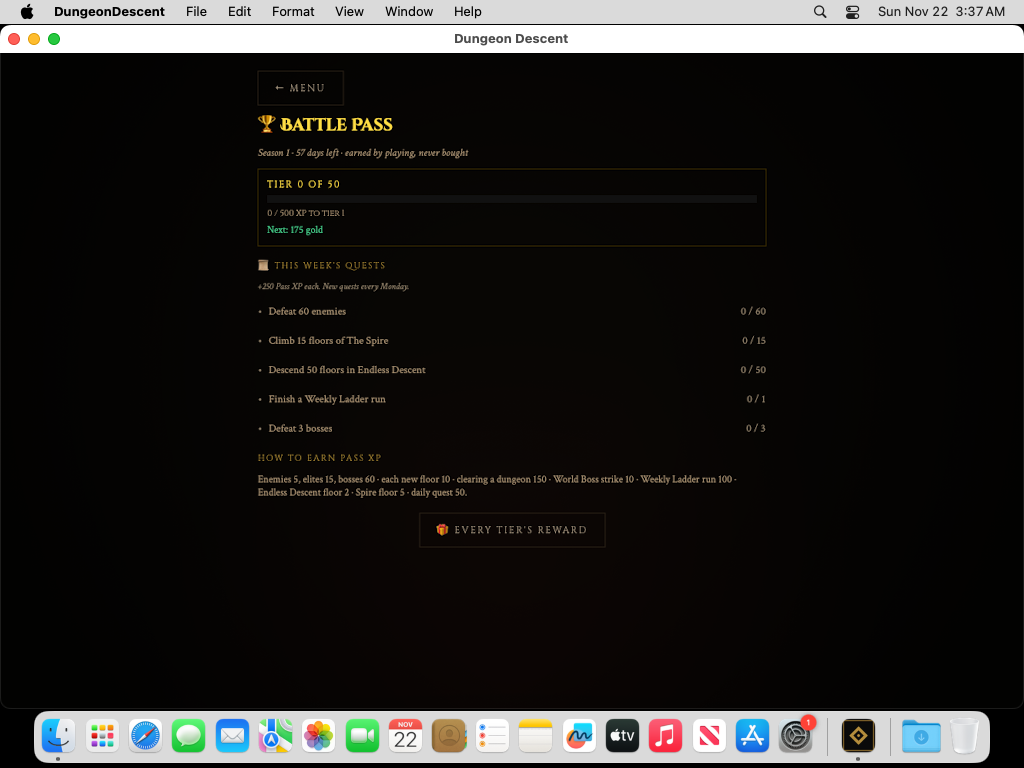 DungeonDescent File Edit Format View Window Help Sun Nov 22 3:37 AM
Dungeon Descent
← MENU
🏆 BATTLE PASS
Season 1 · 57 days left · earned by playing, never bought
TIER 0 OF 50
0 / 500 XP TO TIER 1
Next: 175 gold
THIS WEEK'S QUESTS
+250 Pass XP each. New quests every Monday.
• Defeat 60 enemies 0 / 60
• Climb 15 floors of The Spire 0 / 15
• Descend 50 floors in Endless Descent 0 / 50
• Finish a Weekly Ladder run 0 / 1
• Defeat 3 bosses 0 / 3
HOW TO EARN PASS XP
Enemies 5, elites 15, bosses 60 · each new floor 10 · clearing a dungeon 150 · World Boss strike 10 · Weekly Ladder run 100 ·
Endless Descent floor 2 · Spire floor 5 · daily quest 50.
🎁 EVERY TIER'S REWARD
NOV
22
tv
1